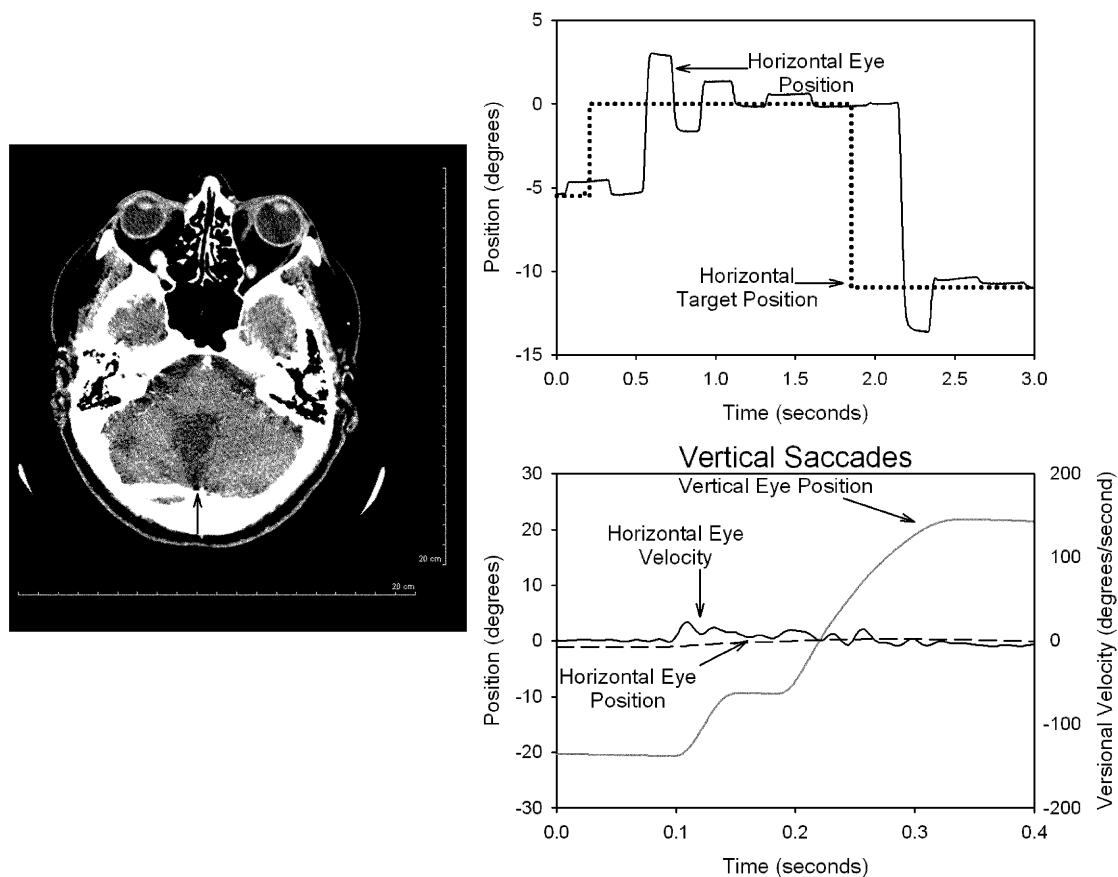 20 cm
20 cm
5
0
-5
-10
-15
Position (degrees)
Horizontal Eye
Position
Horizontal
Target Position
0.0 0.5 1.0 1.5 2.0 2.5 3.0
Time (seconds)
Vertical Saccades
30
20
10
0
-10
-20
-30
Position (degrees)
Vertical Eye Position
Horizontal Eye
Velocity
Horizontal Eye
Position
200
100
0
-100
-200
Versional Velocity (degrees/second)
0.0 0.1 0.2 0.3 0.4
Time (seconds)